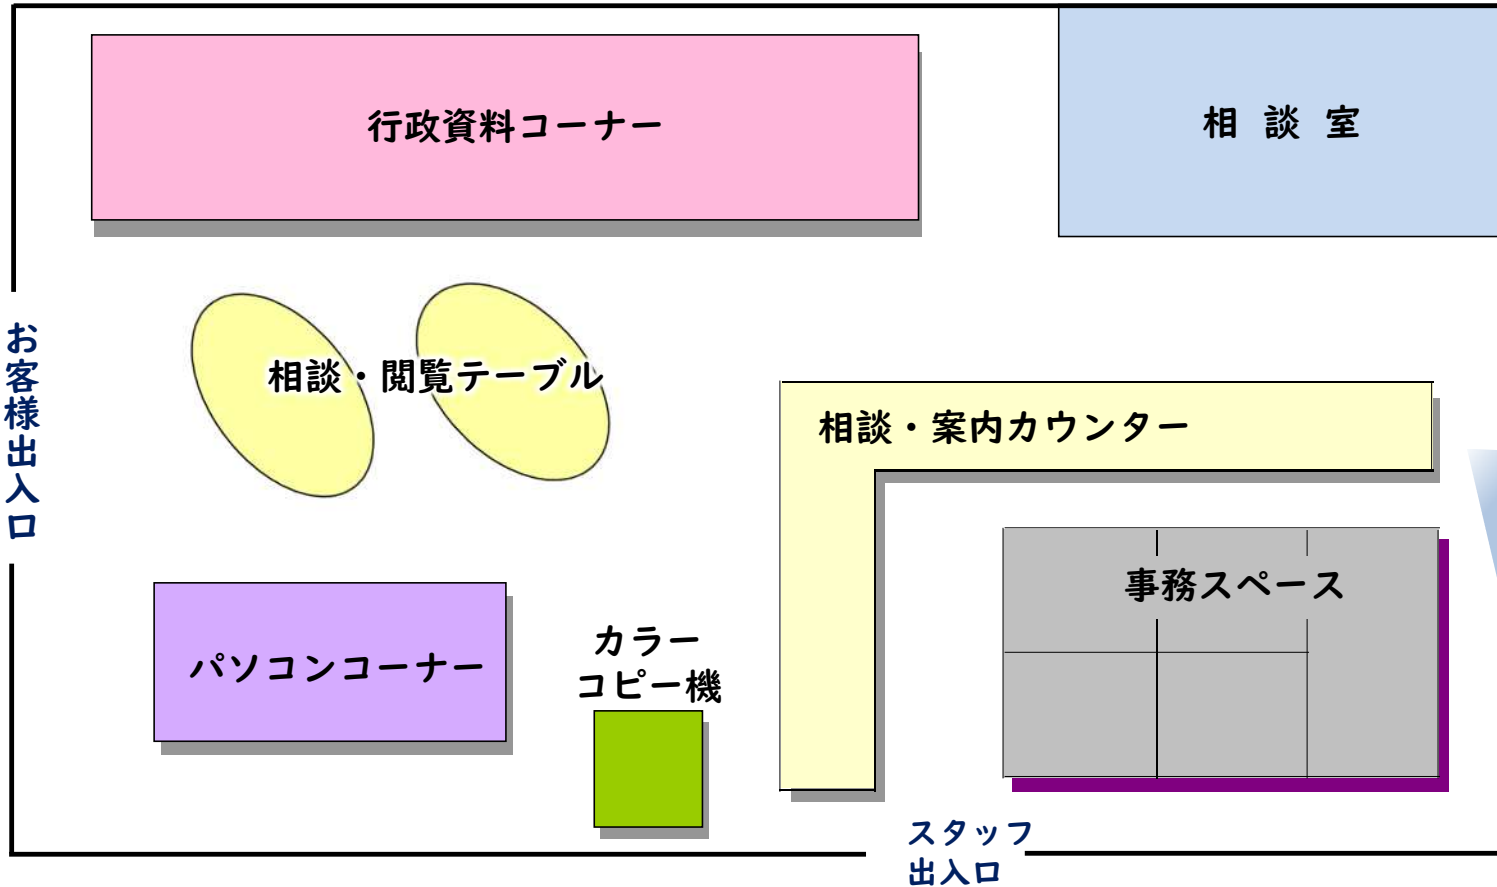 行政資料コーナー
相 談 室
お客様出入口
相談・閲覧テーブル
相談・案内カウンター
事務スペース
パソコンコーナー
カラー
コピー機
スタッフ
出入口